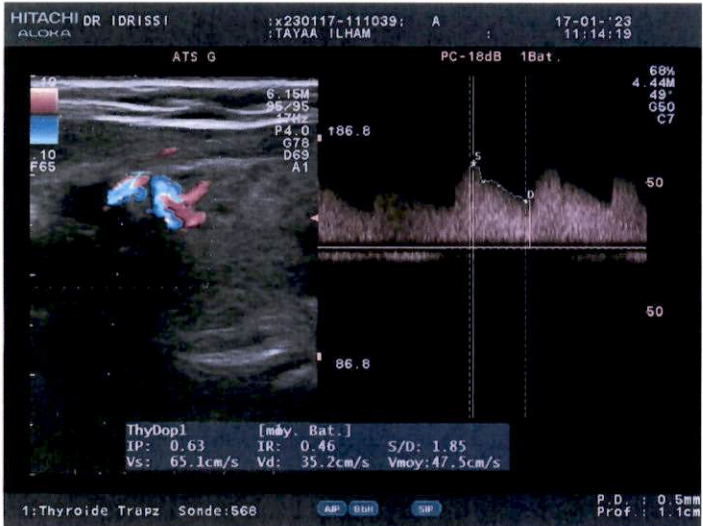 HITACHI DR IDRISSI :x230117-111039: A 17-01-'23
ALOKA :TAYAA ILHAM : 11:14:19
ATS G PC-18dB 1Bat.
.10
6.15M
95/95
17Hz
P4.0
G78
D69
A1
.10
F65
↑86.8
86.8
68%
4.44M
49°
G50
C7
S
D
-50
50
ThyDop1 [moy. Bat.]
IP: 0.63 IR: 0.46 S/D: 1.85
Vs: 65.1cm/s Vd: 35.2cm/s Vmoy:47.5cm/s
1:Thyroide Trapz Sonde:568 SIP
P.D. : 0.5mm
Prof.: 1.1cm